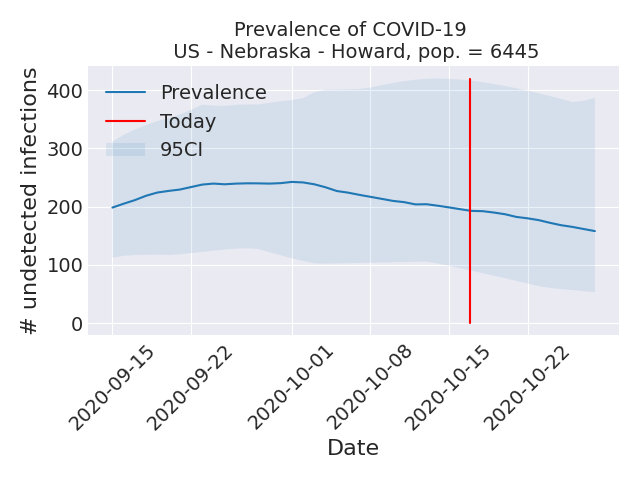 Prevalence of COVID-19
US - Nebraska - Howard, pop. = 6445
# undetected infections
400
300
200
100
0
Prevalence
Today
95CI
2020-09-15
2020-09-22
2020-10-01
2020-10-08
2020-10-15
2020-10-22
Date